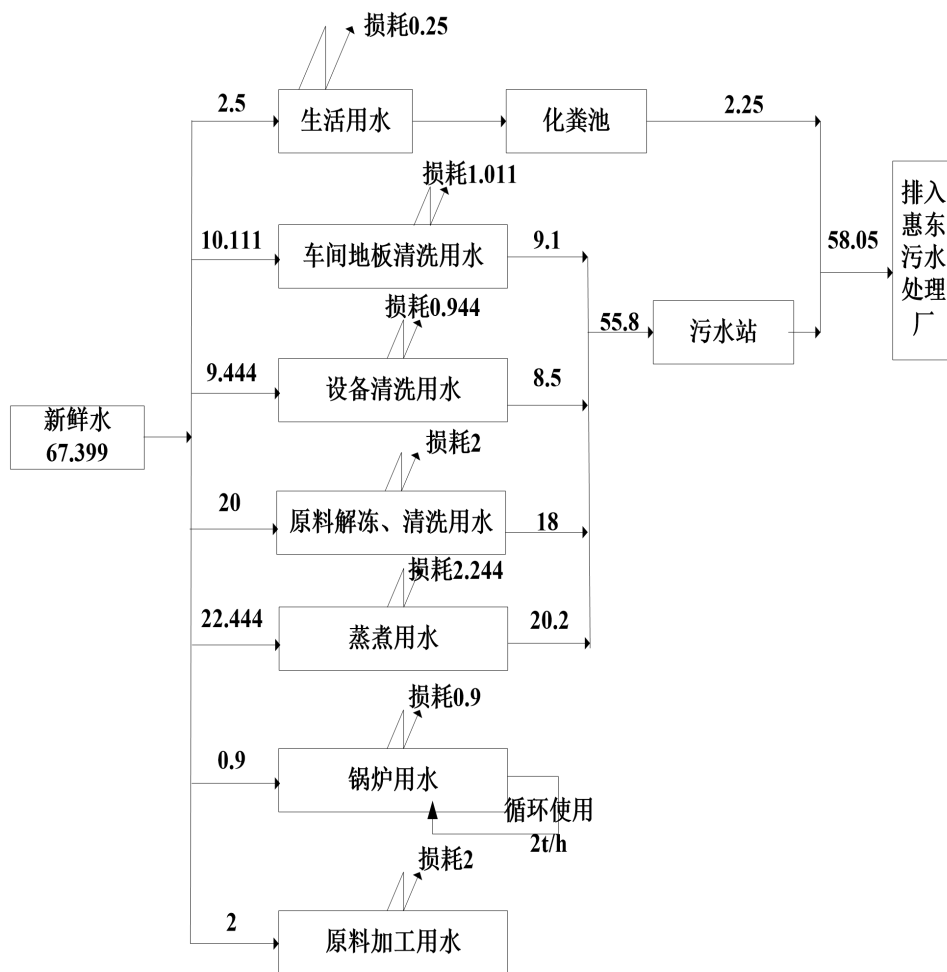 损耗0.25
2.5
生活用水
化粪池
2.25
损耗1.011
10.111
车间地板清洗用水
9.1
损耗0.944
9.444
设备清洗用水
8.5
55.8
污水站
58.05
排入
惠东
污水
处理
厂
新鲜水
67.399
损耗2
20
原料解冻、清洗用水
18
损耗2.244
22.444
蒸煮用水
20.2
损耗0.9
0.9
锅炉用水
循环使用
2t/h
损耗2
2
原料加工用水